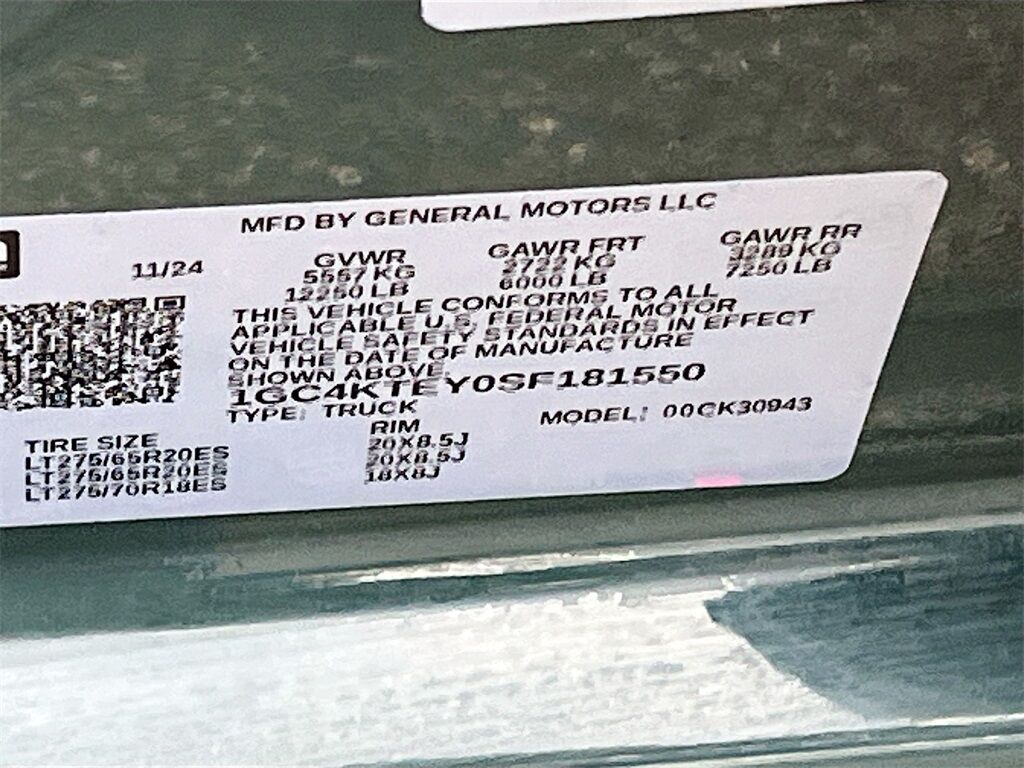 MFD BY GENERAL MOTORS LLC
11/24
GVWR GAWR FRT GAWR RR
5557 KG 2722 KG 3289 KG
12250 LB 6000 LB 7250 LB
THIS VEHICLE CONFORMS TO ALL
APPLICABLE U.S. FEDERAL MOTOR
VEHICLE SAFETY STANDARDS IN EFFECT
ON THE DATE OF MANUFACTURE
SHOWN ABOVE.
1GC4KTEY0SF181550
TYPE: TRUCK MODEL: 00CK30943
TIRE SIZE RIM
LT275/65R20ES 20X8.5J
LT275/65R20ES 20X8.5J
LT275/70R18ES 18X8J